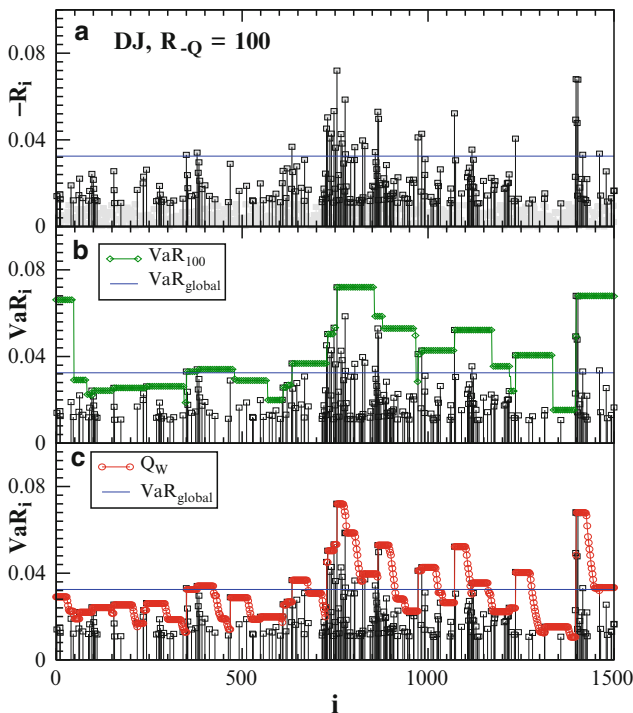 a DJ, R-Q = 100
0.08
0.04
0
−Ri
b
VaR100
VaRglobal
0.08
0.04
0
VaRi
c
QW
VaRglobal
0.08
0.04
0
VaRi
0 500 1000 1500
i